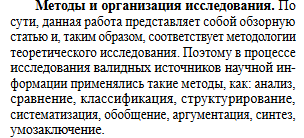 Методы и организация исследования. По
сути, данная работа представляет собой обзорную
статью и, таким образом, соответствует методологии
теоретического исследования. Поэтому в процессе
исследования валидных источников научной ин-
формации применялись такие методы, как: анализ,
сравнение, классификация, структурирование,
систематизация, обобщение, аргументация, синтез,
умозаключение.